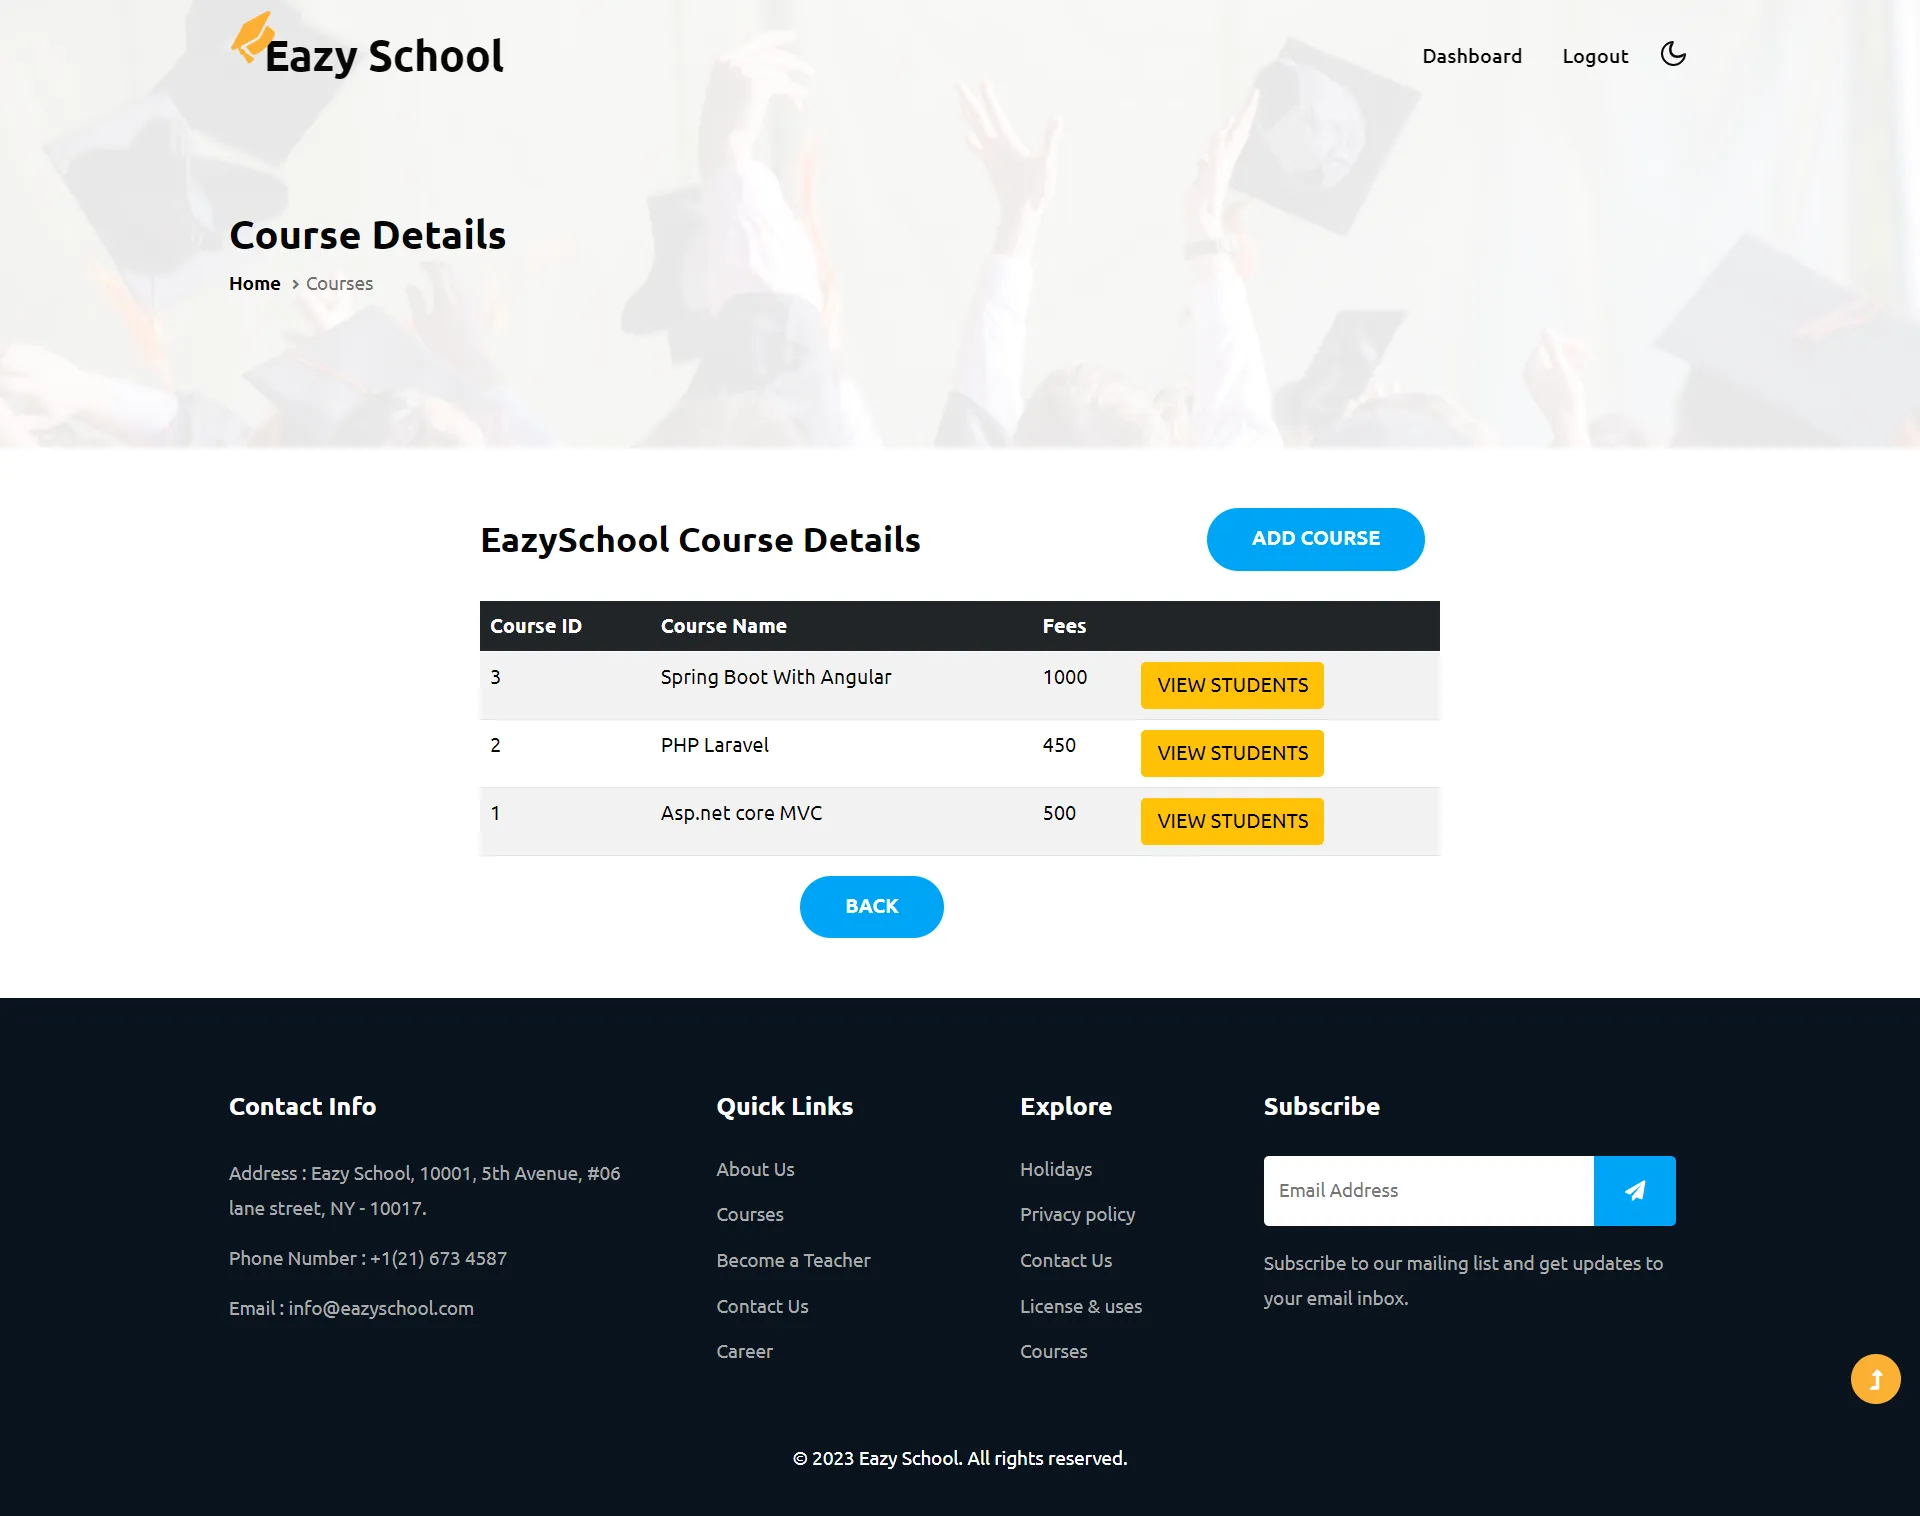 Eazy School
Dashboard
Logout
Course Details
Home
Courses
EazySchool Course Details
ADD COURSE
Course ID Course Name Fees
3 Spring Boot With Angular 1000 VIEW STUDENTS
2 PHP Laravel 450 VIEW STUDENTS
1 Asp.net core MVC 500 VIEW STUDENTS
BACK
Contact Info
Address : Eazy School, 10001, 5th Avenue, #06
lane street, NY - 10017.
Phone Number : +1(21) 673 4587
Email : info@eazyschool.com
Quick Links
About Us
Courses
Become a Teacher
Contact Us
Career
Explore
Holidays
Privacy policy
Contact Us
License & uses
Courses
Subscribe
Email Address
Subscribe to our mailing list and get updates to
your email inbox.
© 2023 Eazy School. All rights reserved.